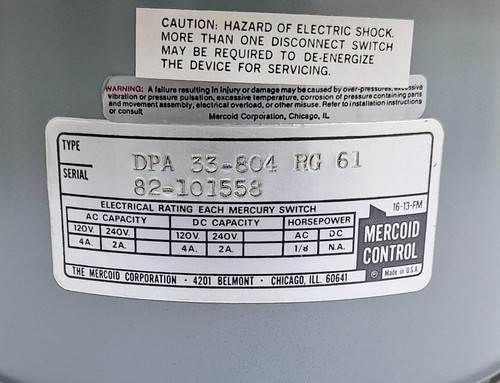 CAUTION: HAZARD OF ELECTRIC SHOCK.
MORE THAN ONE DISCONNECT SWITCH
MAY BE REQUIRED TO DE-ENERGIZE
THE DEVICE FOR SERVICING.
WARNING: A failure resulting in injury or damage may be caused by over-pressures, excessive
vibration or pressure pulsation, excessive temperature, corrosion of pressure containing parts
and movement assembly, electrical overload, or other misuse. Refer to installation instructions
or consult
Mercoid Corporation, Chicago, IL
TYPE DPA 33-804 RG 61
SERIAL 82-101558
16-13-FM
ELECTRICAL RATING EACH MERCURY SWITCH
AC CAPACITY DC CAPACITY HORSEPOWER
120V. 240V. 120V. 240V. AC DC
4A. 2A. 4A. 2A. 1/8 N.A.
MERCOID
CONTROL
© Made in U.S.A.
THE MERCOID CORPORATION · 4201 BELMONT · CHICAGO, ILL. 60641